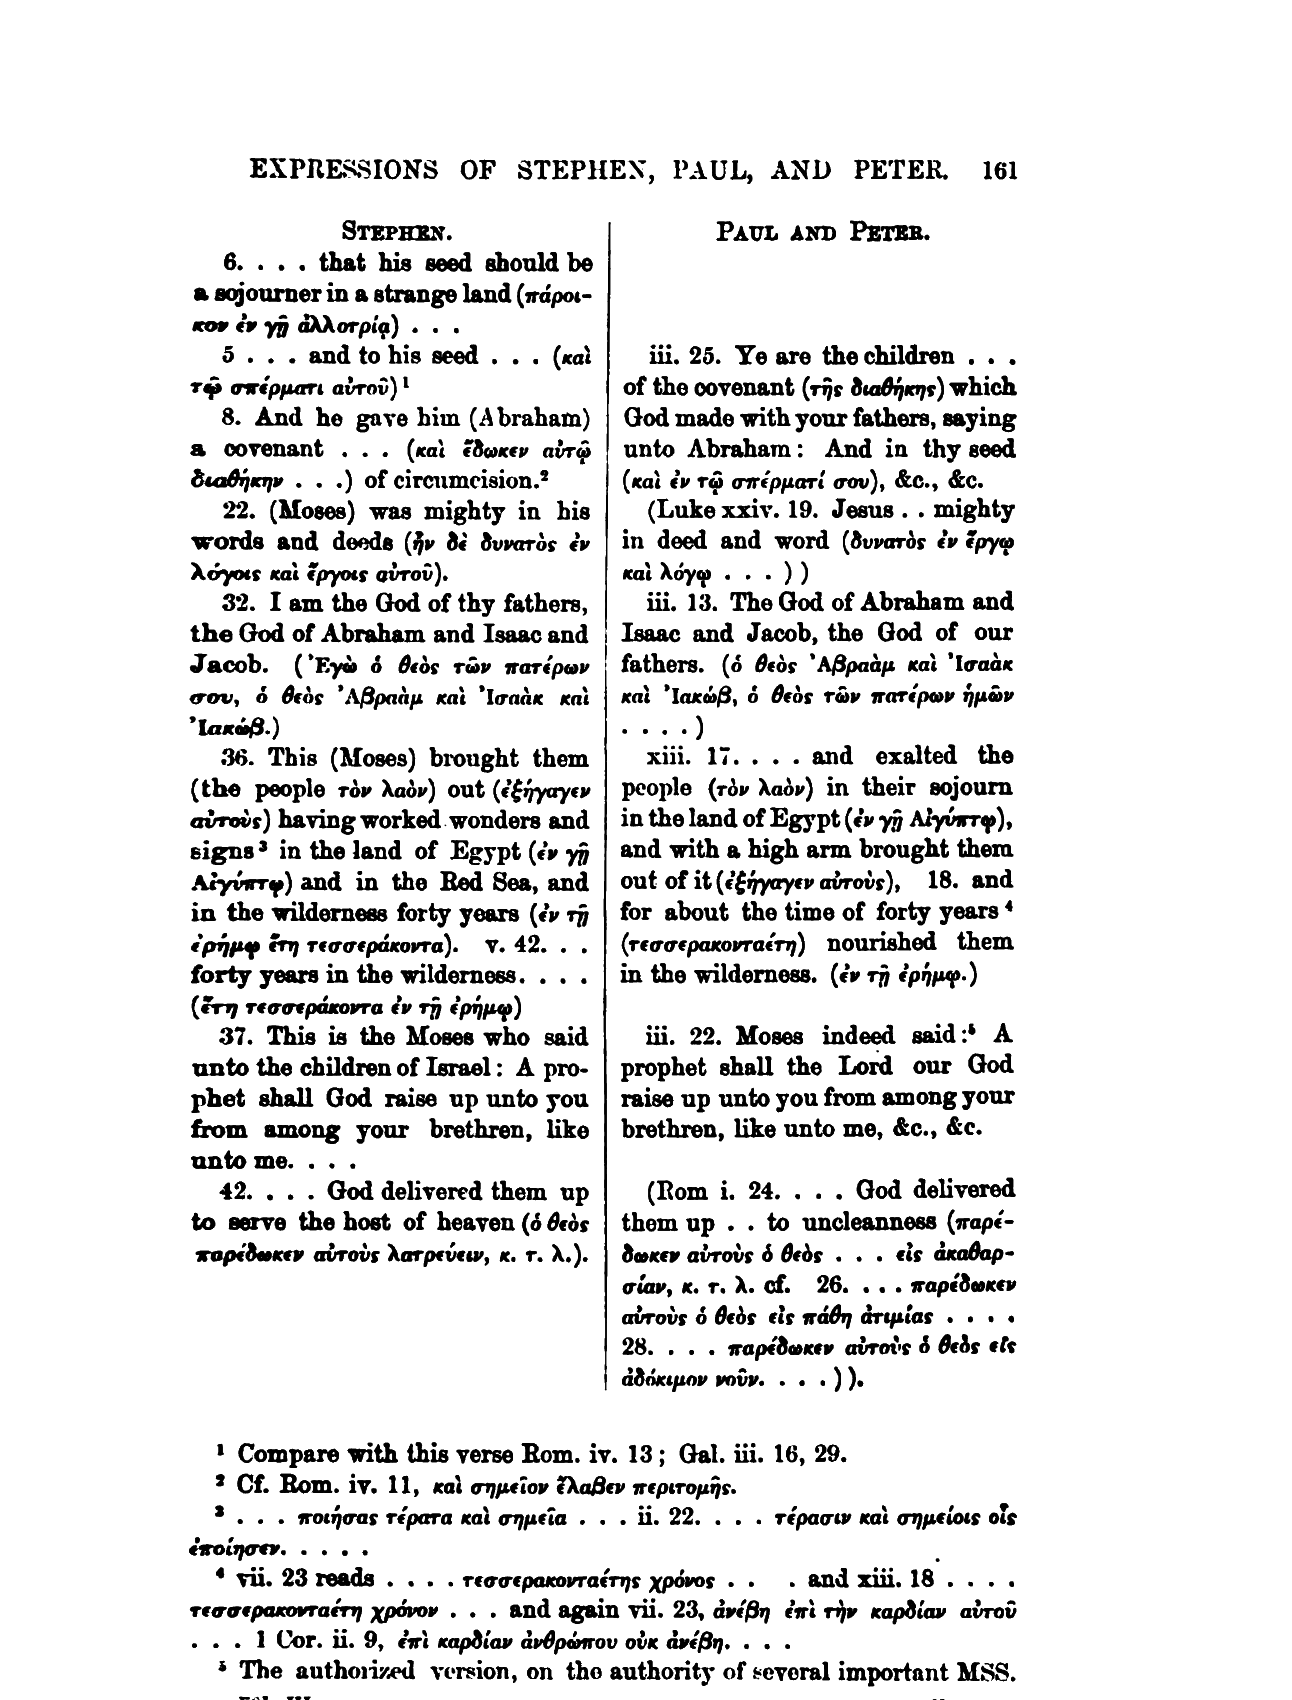 EXPRESSIONS OF STEPHEN, PAUL, AND PETER. 161
STEPHEN.
6. . . . that his seed should be
a sojourner in a strange land (πάροι-
κον ἐν γῇ ἀλλοτρίᾳ) . . .
5 . . . and to his seed . . . (καὶ
τῷ σπέρματι αὐτοῦ)¹
8. And he gave him (Abraham)
a covenant . . . (καὶ ἔδωκεν αὐτῷ
διαθήκην . . .) of circumcision.²
22. (Moses) was mighty in his
words and deeds (ἦν δὲ δυνατὸς ἐν
λόγοις καὶ ἔργοις αὐτοῦ).
32. I am the God of thy fathers,
the God of Abraham and Isaac and
Jacob. (Ἐγὼ ὁ θεὸς τῶν πατέρων
σου, ὁ θεὸς Ἀβραὰμ καὶ Ἰσαὰκ καὶ
Ἰακώβ.)
36. This (Moses) brought them
(the people τὸν λαὸν) out (ἐξήγαγεν
αὐτοὺς) having worked wonders and
signs³ in the land of Egypt (ἐν γῇ
Αἰγύπτῳ) and in the Red Sea, and
in the wilderness forty years (ἐν τῇ
ἐρήμῳ ἔτη τεσσεράκοντα). v. 42. . .
forty years in the wilderness. . . .
(ἔτη τεσσεράκοντα ἐν τῇ ἐρήμῳ)
37. This is the Moses who said
unto the children of Israel: A pro-
phet shall God raise up unto you
from among your brethren, like
unto me. . . .
42. . . . God delivered them up
to serve the host of heaven (ὁ θεὸς
παρέδωκεν αὐτοὺς λατρεύειν, κ. τ. λ.).
PAUL AND PETER.
iii. 25. Ye are the children . . .
of the covenant (τῆς διαθήκης) which
God made with your fathers, saying
unto Abraham: And in thy seed
(καὶ ἐν τῷ σπέρματί σου), &c., &c.
(Luke xxiv. 19. Jesus . . mighty
in deed and word (δυνατὸς ἐν ἔργῳ
καὶ λόγῳ . . . ) )
iii. 13. The God of Abraham and
Isaac and Jacob, the God of our
fathers. (ὁ θεὸς Ἀβραὰμ καὶ Ἰσαὰκ
καὶ Ἰακώβ, ὁ θεὸς τῶν πατέρων ἡμῶν
. . . . )
xiii. 17. . . . and exalted the
people (τὸν λαὸν) in their sojourn
in the land of Egypt (ἐν γῇ Αἰγύπτῳ),
and with a high arm brought them
out of it (ἐξήγαγεν αὐτοὺς), 18. and
for about the time of forty years⁴
(τεσσερακονταέτη) nourished them
in the wilderness. (ἐν τῇ ἐρήμῳ.)
iii. 22. Moses indeed said:⁵ A
prophet shall the Lord our God
raise up unto you from among your
brethren, like unto me, &c., &c.
(Rom i. 24. . . . God delivered
them up . . to uncleanness (παρέ-
δωκεν αὐτοὺς ὁ θεὸς . . . εἰς ἀκαθαρ-
σίαν, κ. τ. λ. cf. 26. . . . παρέδωκεν
αὐτοὺς ὁ θεὸς εἰς πάθη ἀτιμίας . . . .
28. . . . παρέδωκεν αὐτοὺς ὁ θεὸς εἰς
ἀδόκιμον νοῦν. . . . ) ).
¹ Compare with this verse Rom. iv. 13; Gal. iii. 16, 29.
² Cf. Rom. iv. 11, καὶ σημεῖον ἔλαβεν περιτομῆς.
³ . . . ποιήσας τέρατα καὶ σημεῖα . . . ii. 22. . . . τέρασιν καὶ σημείοις οἷς
ἐποίησεν. . . . .
⁴ vii. 23 reads . . . . τεσσερακονταέτης χρόνος . . . and xiii. 18 . . . .
τεσσερακονταέτη χρόνον . . . and again vii. 23, ἀνέβη ἐπὶ τὴν καρδίαν αὐτοῦ
. . . 1 Cor. ii. 9, ἐπὶ καρδίαν ἀνθρώπου οὐκ ἀνέβη. . . .
⁵ The authorized version, on the authority of several important MSS.